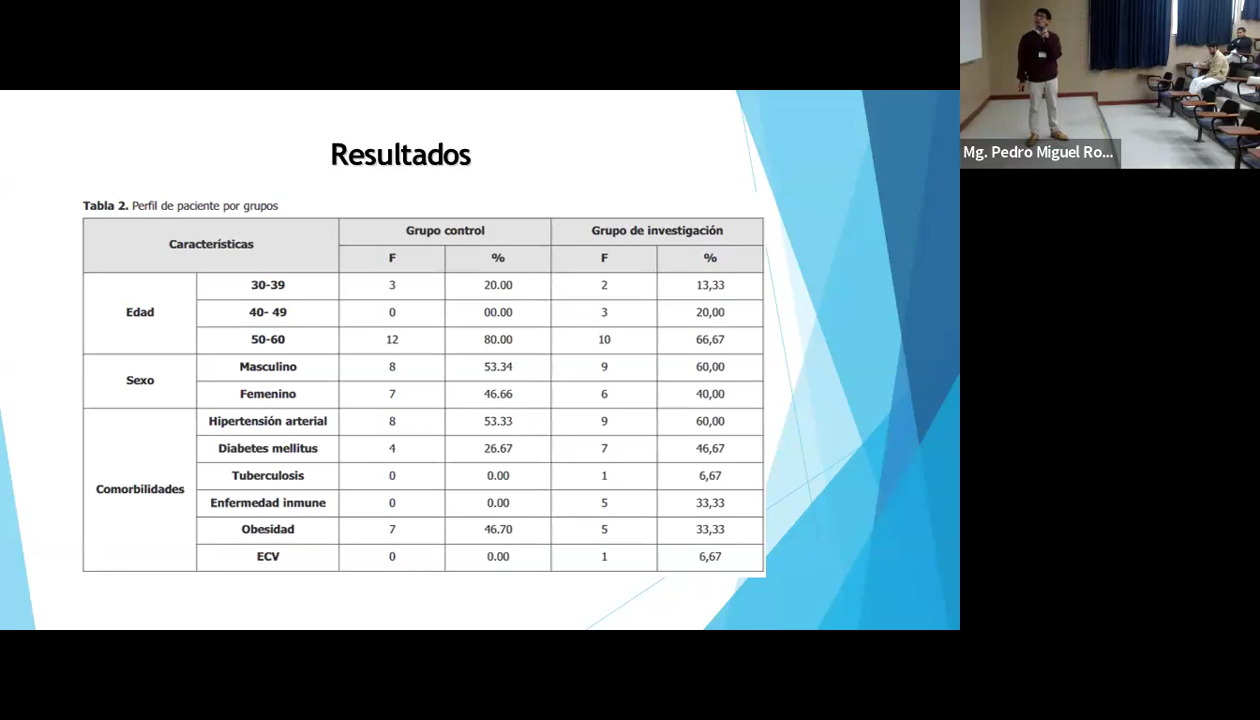 Resultados
Tabla 2. Perfil de paciente por grupos
Características Grupo control Grupo de investigación
F % F %
Edad
30-39 3 20.00 2 13,33
40- 49 0 00.00 3 20,00
50-60 12 80.00 10 66,67
Sexo
Masculino 8 53.34 9 60,00
Femenino 7 46.66 6 40,00
Comorbilidades
Hipertensión arterial 8 53.33 9 60,00
Diabetes mellitus 4 26.67 7 46,67
Tuberculosis 0 0.00 1 6,67
Enfermedad inmune 0 0.00 5 33,33
Obesidad 7 46.70 5 33,33
ECV 0 0.00 1 6,67
Mg. Pedro Miguel Ro...